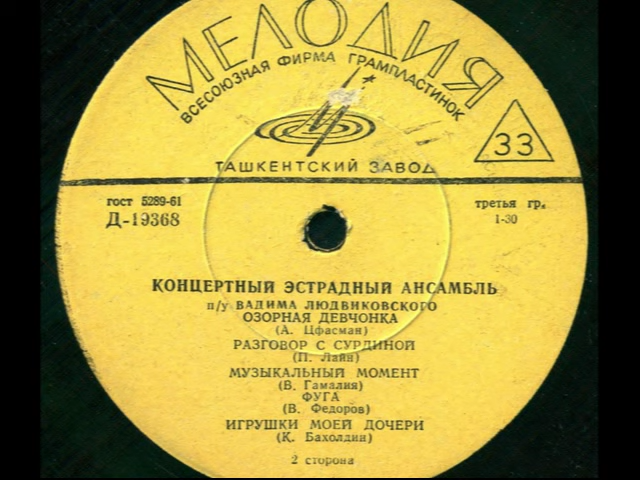 МЕЛОДИЯ
ВСЕСОЮЗНАЯ ФИРМА ГРАМПЛАСТИНОК
33
ТАШКЕНТСКИЙ ЗАВОД
гост 5289-61
Д-19368
третья гр.
1-30
КОНЦЕРТНЫЙ ЭСТРАДНЫЙ АНСАМБЛЬ
п/у ВАДИМА ЛЮДВИКОВСКОГО
ОЗОРНАЯ ДЕВЧОНКА
(А. Цфасман)
РАЗГОВОР С СУРДИНОЙ
(П. Лайн)
МУЗЫКАЛЬНЫЙ МОМЕНТ
(В. Гамалия)
ФУГА
(В. Федоров)
ИГРУШКИ МОЕЙ ДОЧЕРИ
(К. Бахолдин)
2 сторона